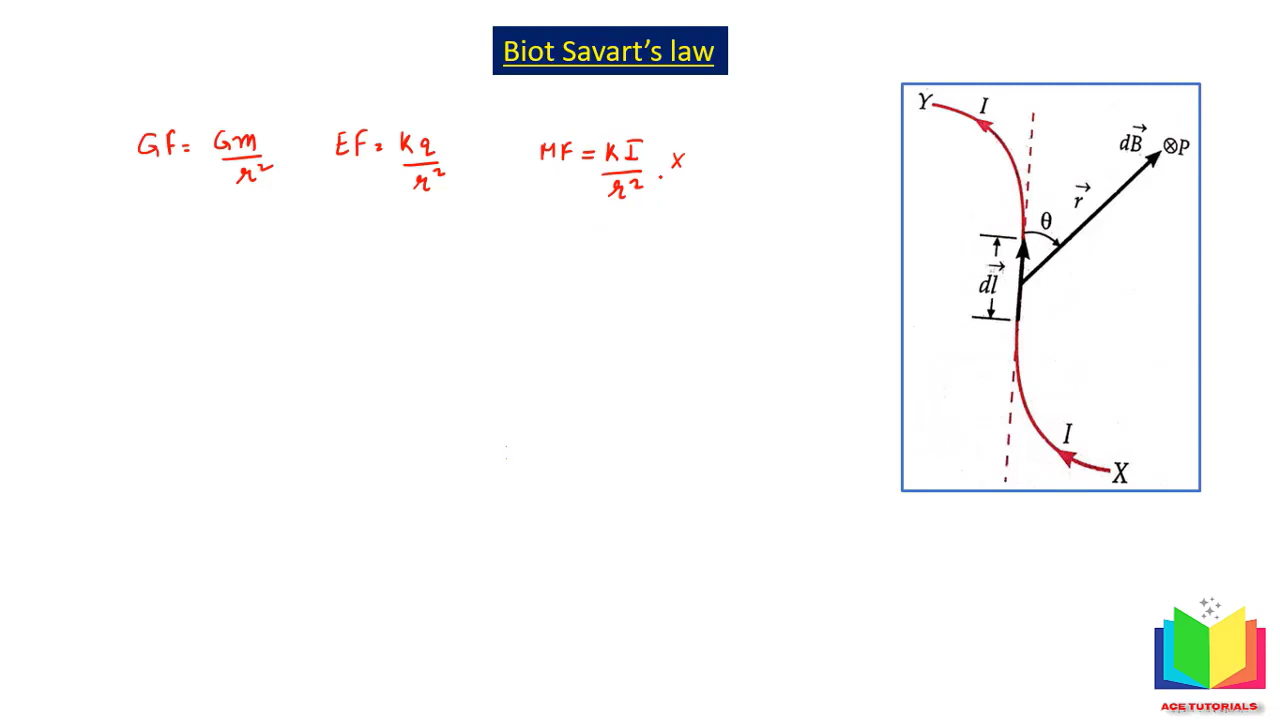 Biot Savart's law
GF = Gm/r² EF = kq/r² MF = kI/r² . x
Y I
dB⃗ ⊗P
r⃗
θ
dl⃗
I
X
ACE TUTORIALS